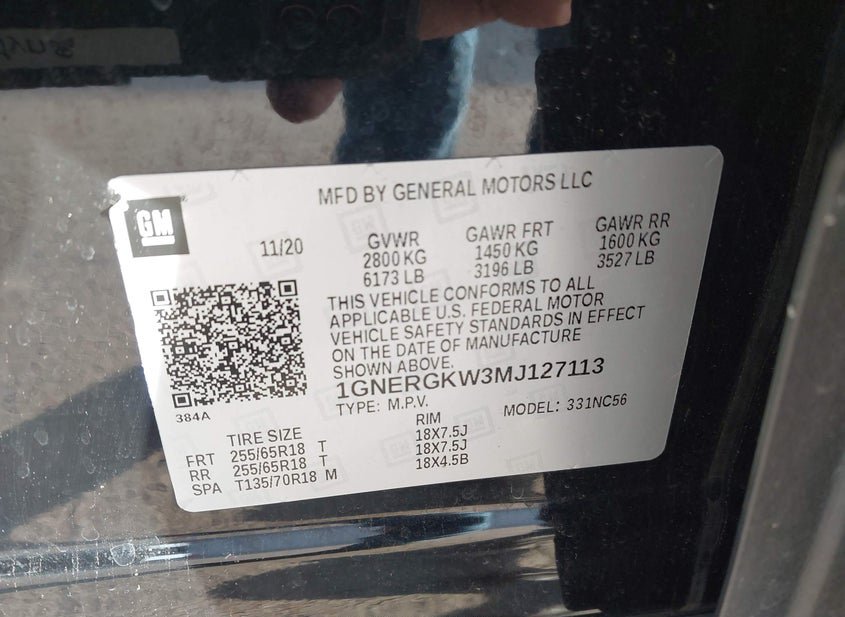 MFD BY GENERAL MOTORS LLC
GM
11/20
GVWR
2800 KG
6173 LB
GAWR FRT
1450 KG
3196 LB
GAWR RR
1600 KG
3527 LB
THIS VEHICLE CONFORMS TO ALL
APPLICABLE U.S. FEDERAL MOTOR
VEHICLE SAFETY STANDARDS IN EFFECT
ON THE DATE OF MANUFACTURE
SHOWN ABOVE.
1GNERGKW3MJ127113
TYPE: M.P.V. MODEL: 331NC56
384A
TIRE SIZE RIM
FRT 255/65R18 T 18X7.5J
RR 255/65R18 T 18X7.5J
SPA T135/70R18 M 18X4.5B